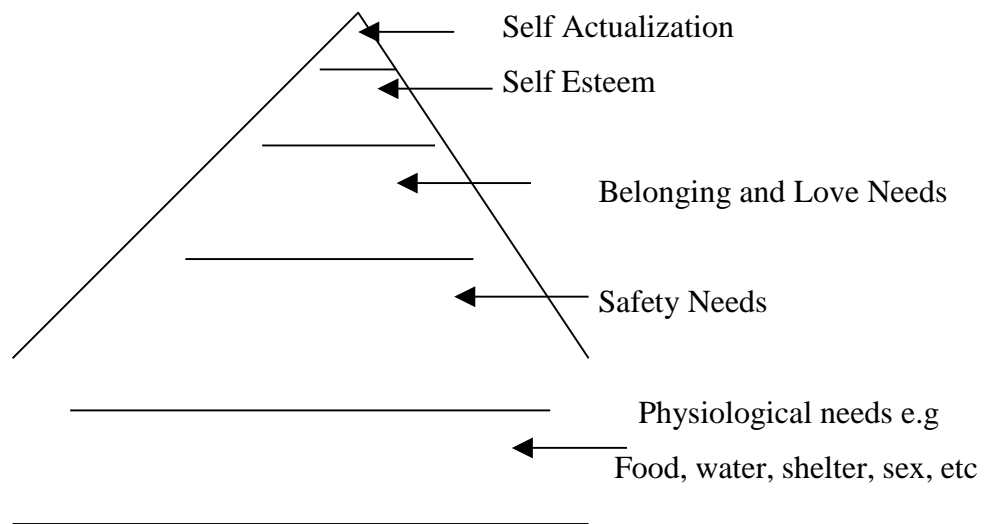 Self Actualization
Self Esteem
Belonging and Love Needs
Safety Needs
Physiological needs e.g
Food, water, shelter, sex, etc